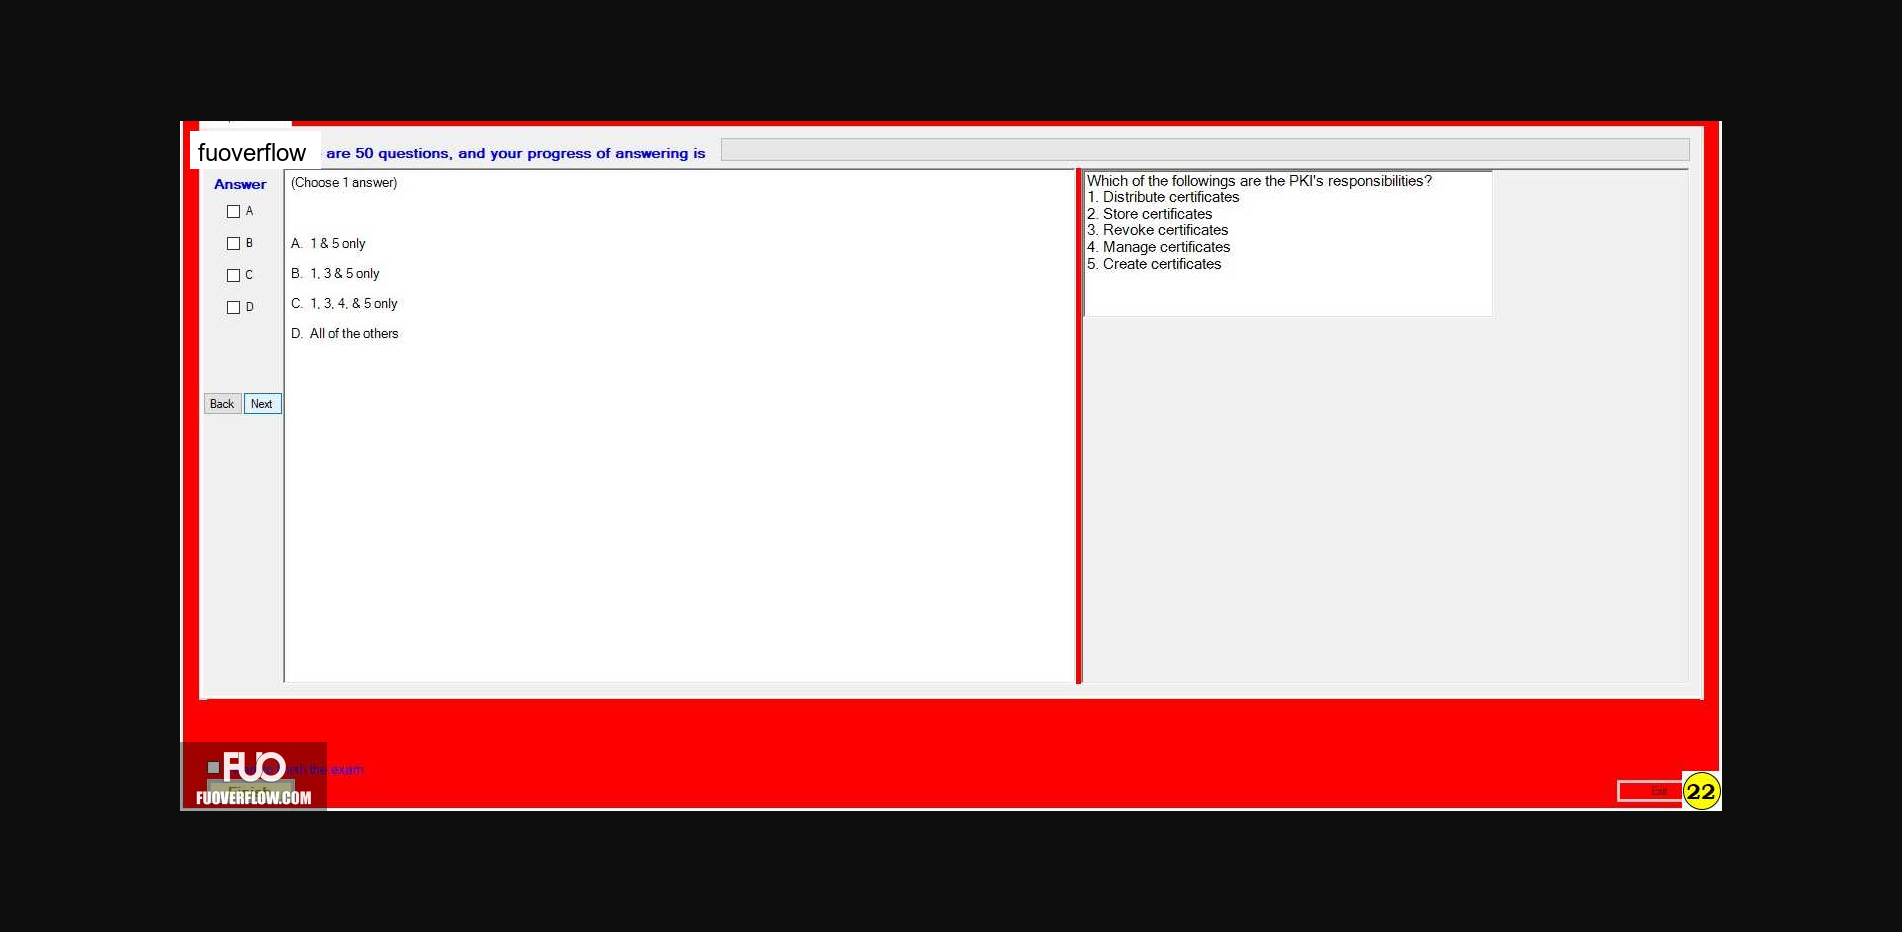 fuoverflow are 50 questions, and your progress of answering is
Answer
A
B
C
D
Back Next
(Choose 1 answer)
A. 1 & 5 only
B. 1, 3 & 5 only
C. 1, 3, 4, & 5 only
D. All of the others
Which of the followings are the PKI's responsibilities?
1. Distribute certificates
2. Store certificates
3. Revoke certificates
4. Manage certificates
5. Create certificates
FUO
the exam
FUOVERFLOW.COM
Exit
22